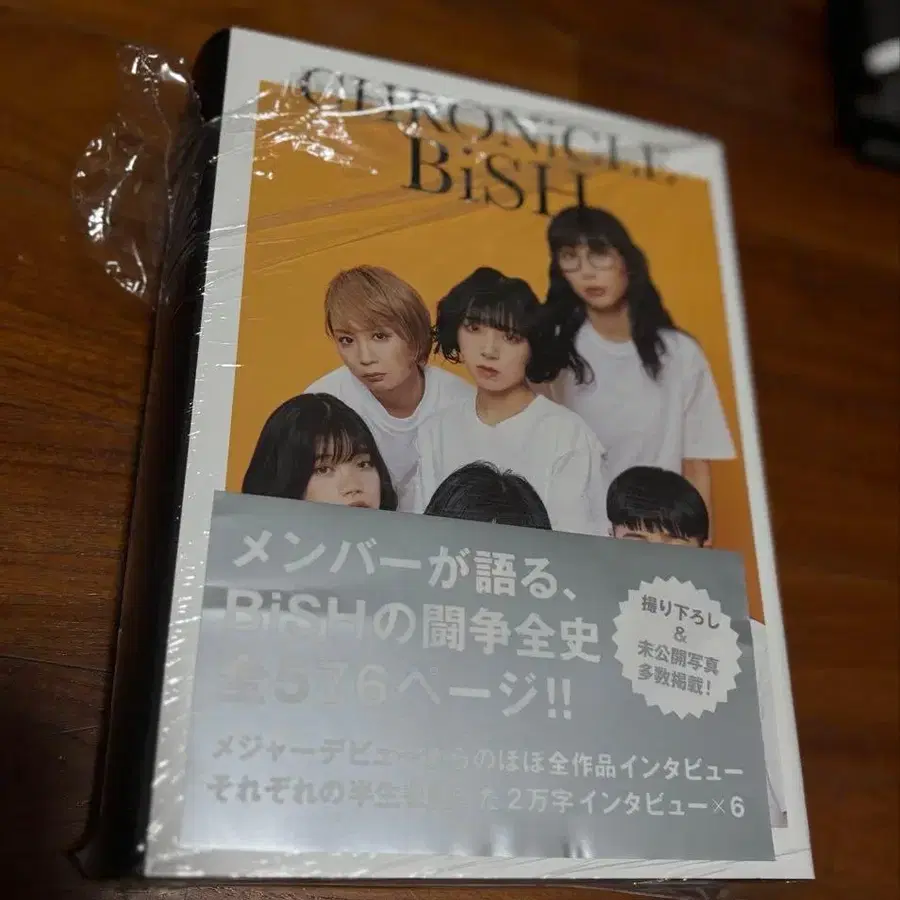 CHRONiCLE
BiSH
メンバーが語る、
BiSHの闘争全史
全576ページ!!
撮り下ろし
&
未公開写真
多数掲載!
メジャーデビューからのほぼ全作品インタビュー
それぞれの半生 た2万字インタビュー×6